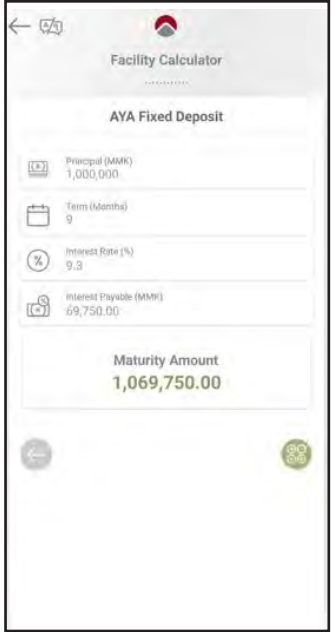 Facility Calculator
............
AYA Fixed Deposit
Principal (MMK)
1,000,000
Term (Months)
9
Interest Rate (%)
9.3
Interest Payable (MMK)
69,750.00
Maturity Amount
1,069,750.00